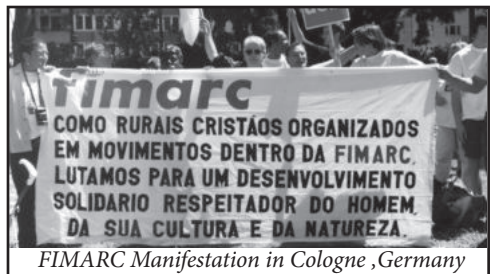 fimarc
COMO RURAIS CRISTÃOS ORGANIZADOS
EM MOVIMENTOS DENTRO DA FIMARC,
LUTAMOS PARA UM DESENVOLVIMENTO
SOLIDARIO RESPEITADOR DO HOMEM,
DA SUA CULTURA E DA NATUREZA.
FIMARC Manifestation in Cologne ,Germany